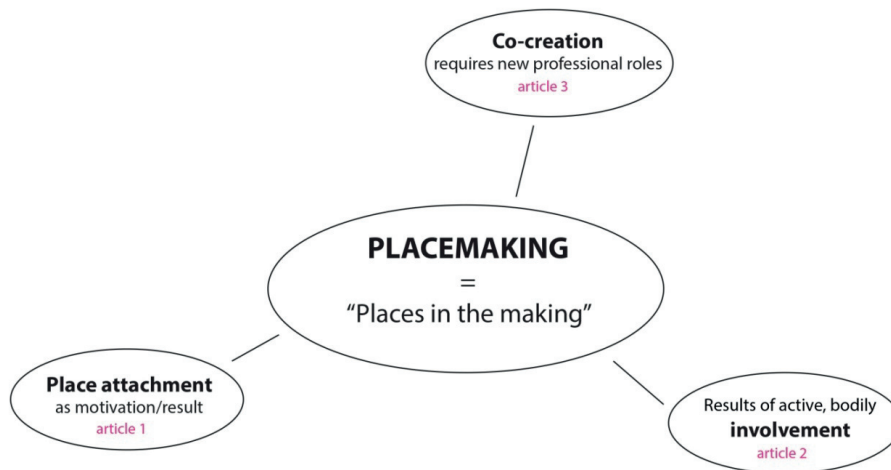 Co-creation
requires new professional roles
article 3
PLACEMAKING
=
“Places in the making”
Place attachment
as motivation/result
article 1
Results of active, bodily
involvement
article 2